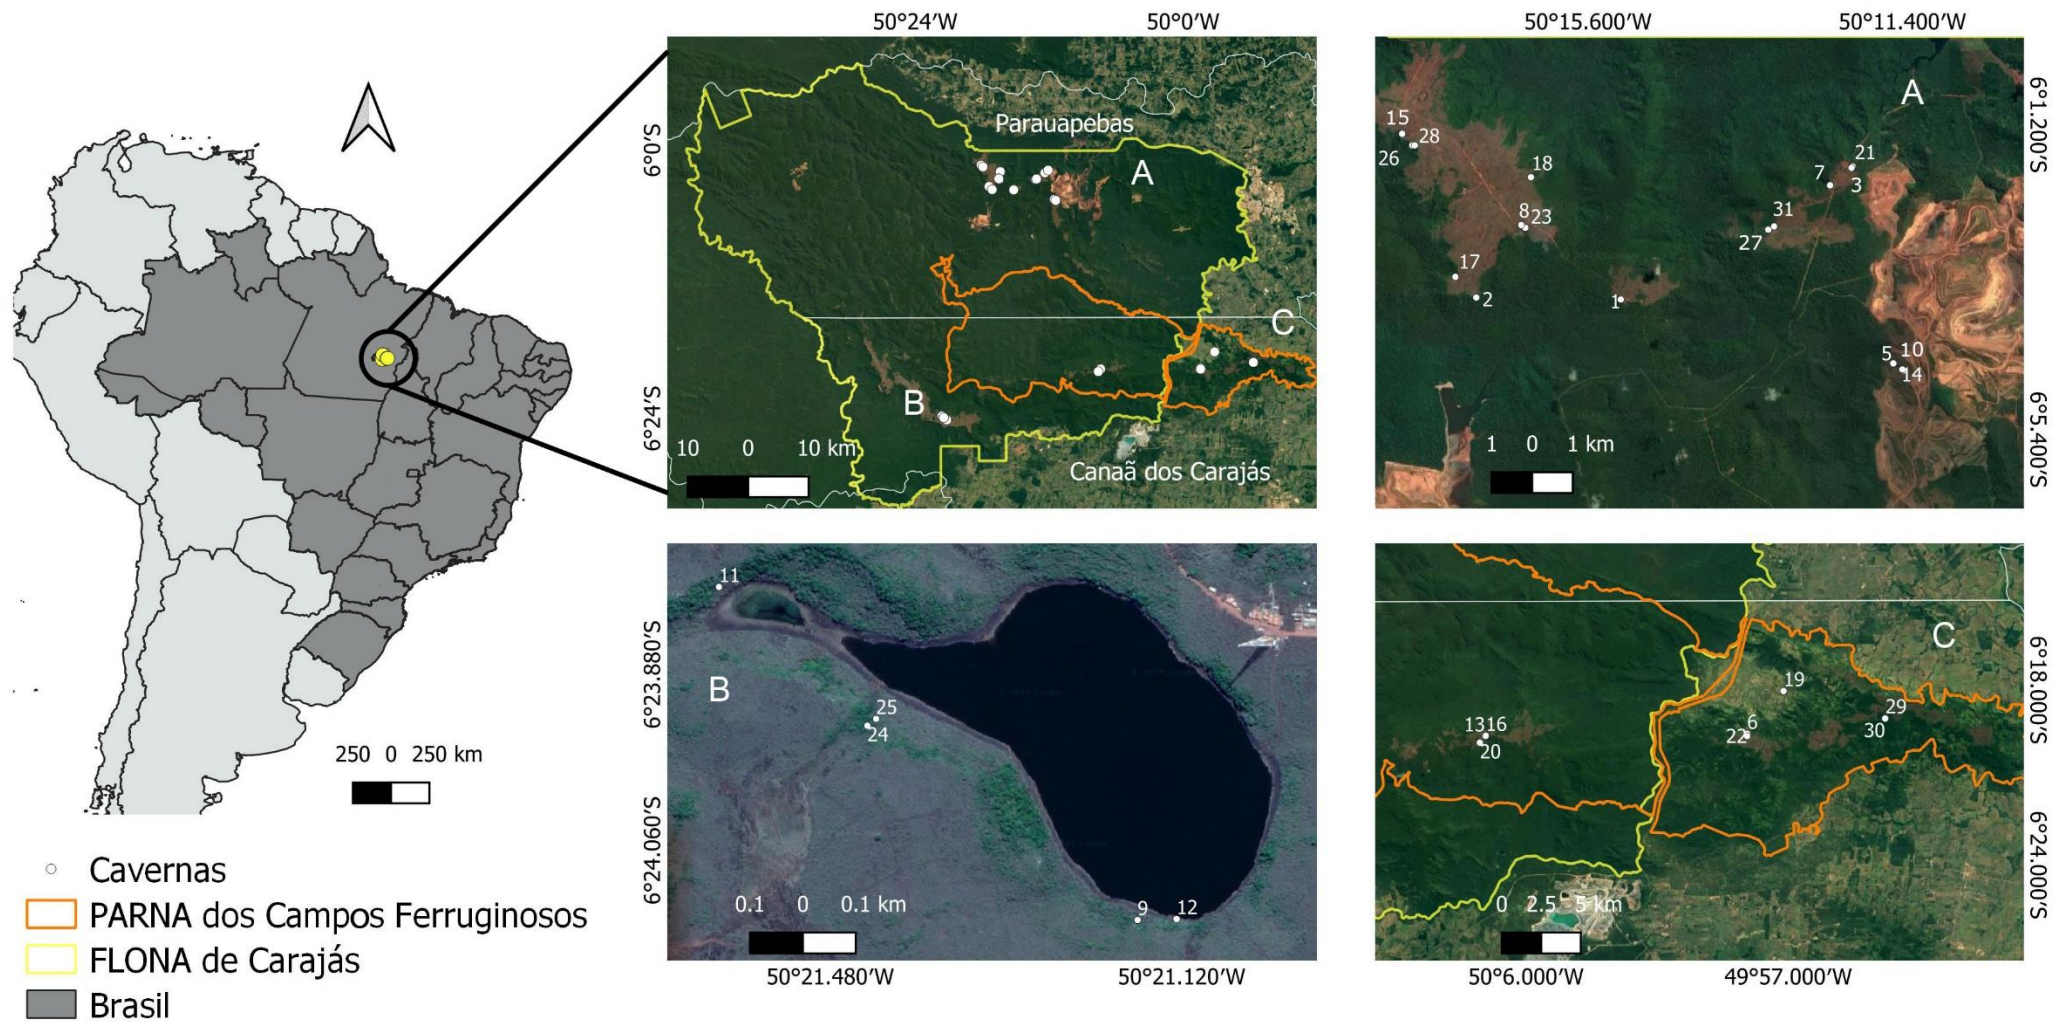 50°24'W
50°0'W
6°0'S
6°24'S
Parauapebas
A
C
B
10 0 10 km
Canaã dos Carajás
50°15.600'W
50°11.400'W
6°1.200'S
6°5.400'S
A
15
28
26
18
21
7
3
8
23
31
27
17
2
1
5
10
14
1 0 1 km
250 0 250 km
Cavernas
PARNA dos Campos Ferruginosos
FLONA de Carajás
Brasil
6°23.880'S
6°24.060'S
11
B
25
24
9
12
0.1 0 0.1 km
50°21.480'W
50°21.120'W
C
19
29
1316
6
30
22
20
0 2.5 5 km
6°18.000'S
6°24.000'S
50°6.000'W
49°57.000'W